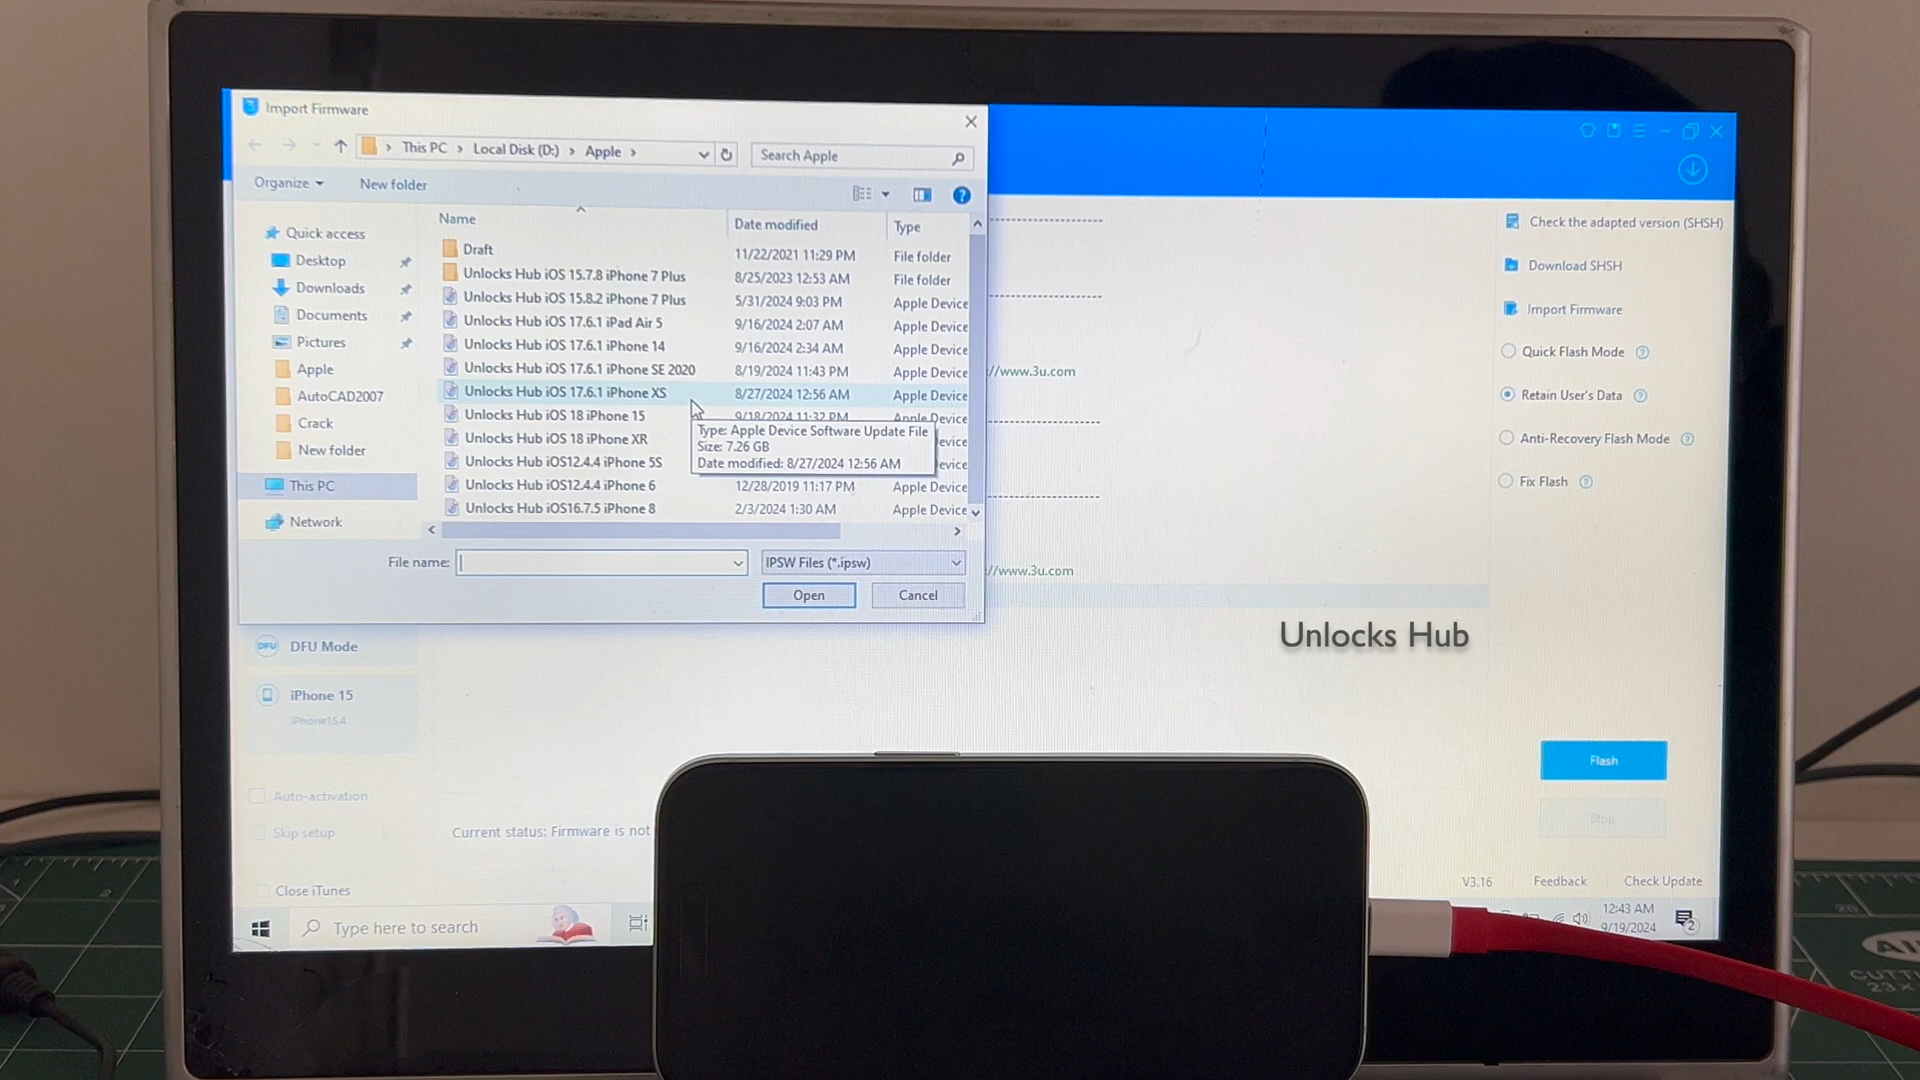 Import Firmware
This PC > Local Disk (D:) > Apple >
Search Apple
Organize
New folder
Name
Date modified
Type
Quick access
Desktop
Downloads
Documents
Pictures
Apple
AutoCAD2007
Crack
New folder
This PC
Network
Draft 11/22/2021 11:29 PM File folder
Unlocks Hub iOS 15.7.8 iPhone 7 Plus 8/25/2023 12:53 AM File folder
Unlocks Hub iOS 15.8.2 iPhone 7 Plus 5/31/2024 9:03 PM Apple Device
Unlocks Hub iOS 17.6.1 iPad Air 5 9/16/2024 2:07 AM Apple Device
Unlocks Hub iOS 17.6.1 iPhone 14 9/16/2024 2:34 AM Apple Device
Unlocks Hub iOS 17.6.1 iPhone SE 2020 8/19/2024 11:43 PM Apple Device
Unlocks Hub iOS 17.6.1 iPhone XS 8/27/2024 12:56 AM Apple Device
Unlocks Hub iOS 18 iPhone 15 9/18/2024 11:32 PM Apple Device
Unlocks Hub iOS 18 iPhone XR
Unlocks Hub iOS12.4.4 iPhone 5S
Unlocks Hub iOS12.4.4 iPhone 6 12/28/2019 11:17 PM Apple Device
Unlocks Hub iOS16.7.5 iPhone 8 2/3/2024 1:30 AM Apple Device
Type: Apple Device Software Update File
Size: 7.26 GB
Date modified: 8/27/2024 12:56 AM
File name:
IPSW Files (*.ipsw)
Open
Cancel
://www.3u.com
://www.3u.com
Check the adapted version (SHSH)
Download SHSH
Import Firmware
Quick Flash Mode
Retain User's Data
Anti-Recovery Flash Mode
Fix Flash
Unlocks Hub
DFU DFU Mode
iPhone 15
iPhone15,4
Auto-activation
Skip setup
Current status: Firmware is not
Close iTunes
Flash
Stop
V3.16
Feedback
Check Update
Type here to search
12:43 AM
9/19/2024
2